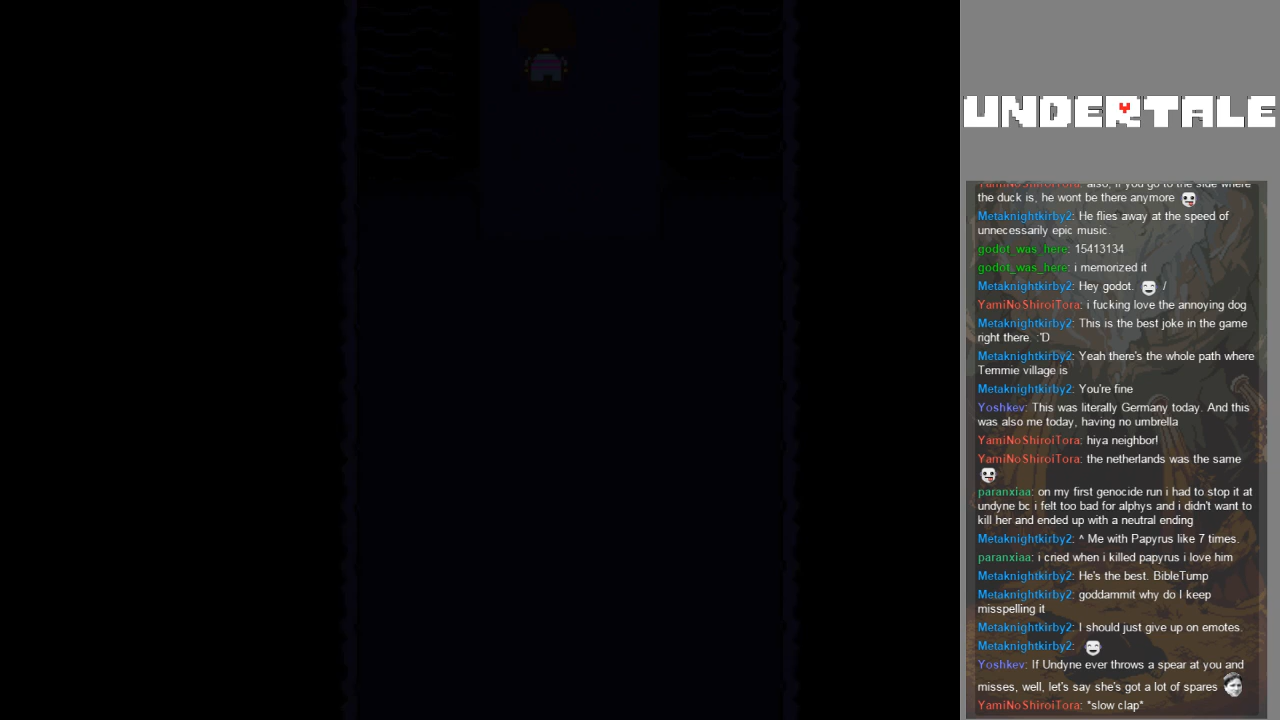 UNDERTALE
YamiNoShiroiTora: also, if you go to the side where
the duck is, he wont be there anymore
Metaknightkirby2: He flies away at the speed of
unnecessarily epic music.
godot_was_here: 15413134
godot_was_here: i memorized it
Metaknightkirby2: Hey godot. /
YamiNoShiroiTora: i fucking love the annoying dog
Metaknightkirby2: This is the best joke in the game
right there. :'D
Metaknightkirby2: Yeah there's the whole path where
Temmie village is
Metaknightkirby2: You're fine
Yoshkev: This was literally Germany today. And this
was also me today, having no umbrella
YamiNoShiroiTora: hiya neighbor!
YamiNoShiroiTora: the netherlands was the same
paranxiaa: on my first genocide run i had to stop it at
undyne bc i felt too bad for alphys and i didn't want to
kill her and ended up with a neutral ending
Metaknightkirby2: ^ Me with Papyrus like 7 times.
paranxiaa: i cried when i killed papyrus i love him
Metaknightkirby2: He's the best. BibleTump
Metaknightkirby2: goddammit why do I keep
misspelling it
Metaknightkirby2: I should just give up on emotes.
Metaknightkirby2:
Yoshkev: If Undyne ever throws a spear at you and
misses, well, let's say she's got a lot of spares
YamiNoShiroiTora: *slow clap*